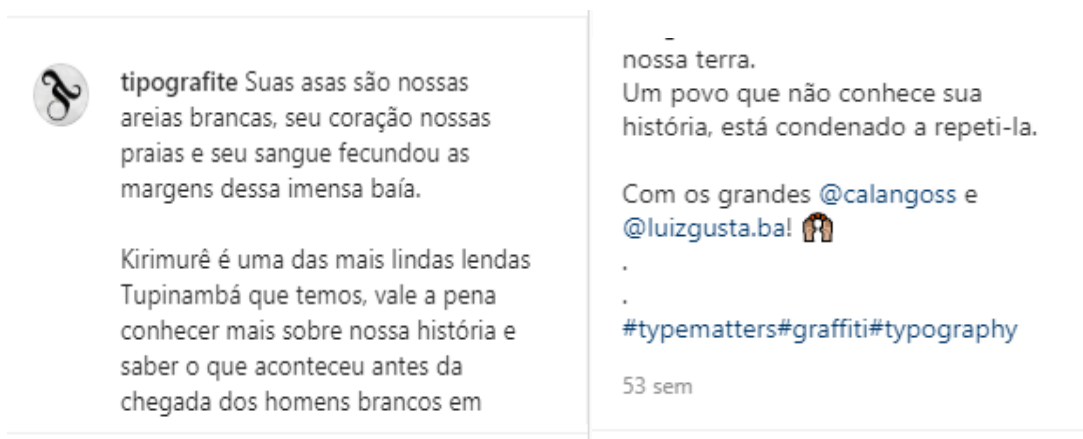 tipografite Suas asas são nossas
areias brancas, seu coração nossas
praias e seu sangue fecundou as
margens dessa imensa baía.
Kirimurê é uma das mais lindas lendas
Tupinambá que temos, vale a pena
conhecer mais sobre nossa história e
saber o que aconteceu antes da
chegada dos homens brancos em
nossa terra.
Um povo que não conhece sua
história, está condenado a repeti-la.
Com os grandes @calangoss e
@luizgusta.ba! 🙌🏽
.
.
#typematters#graffiti#typography
53 sem